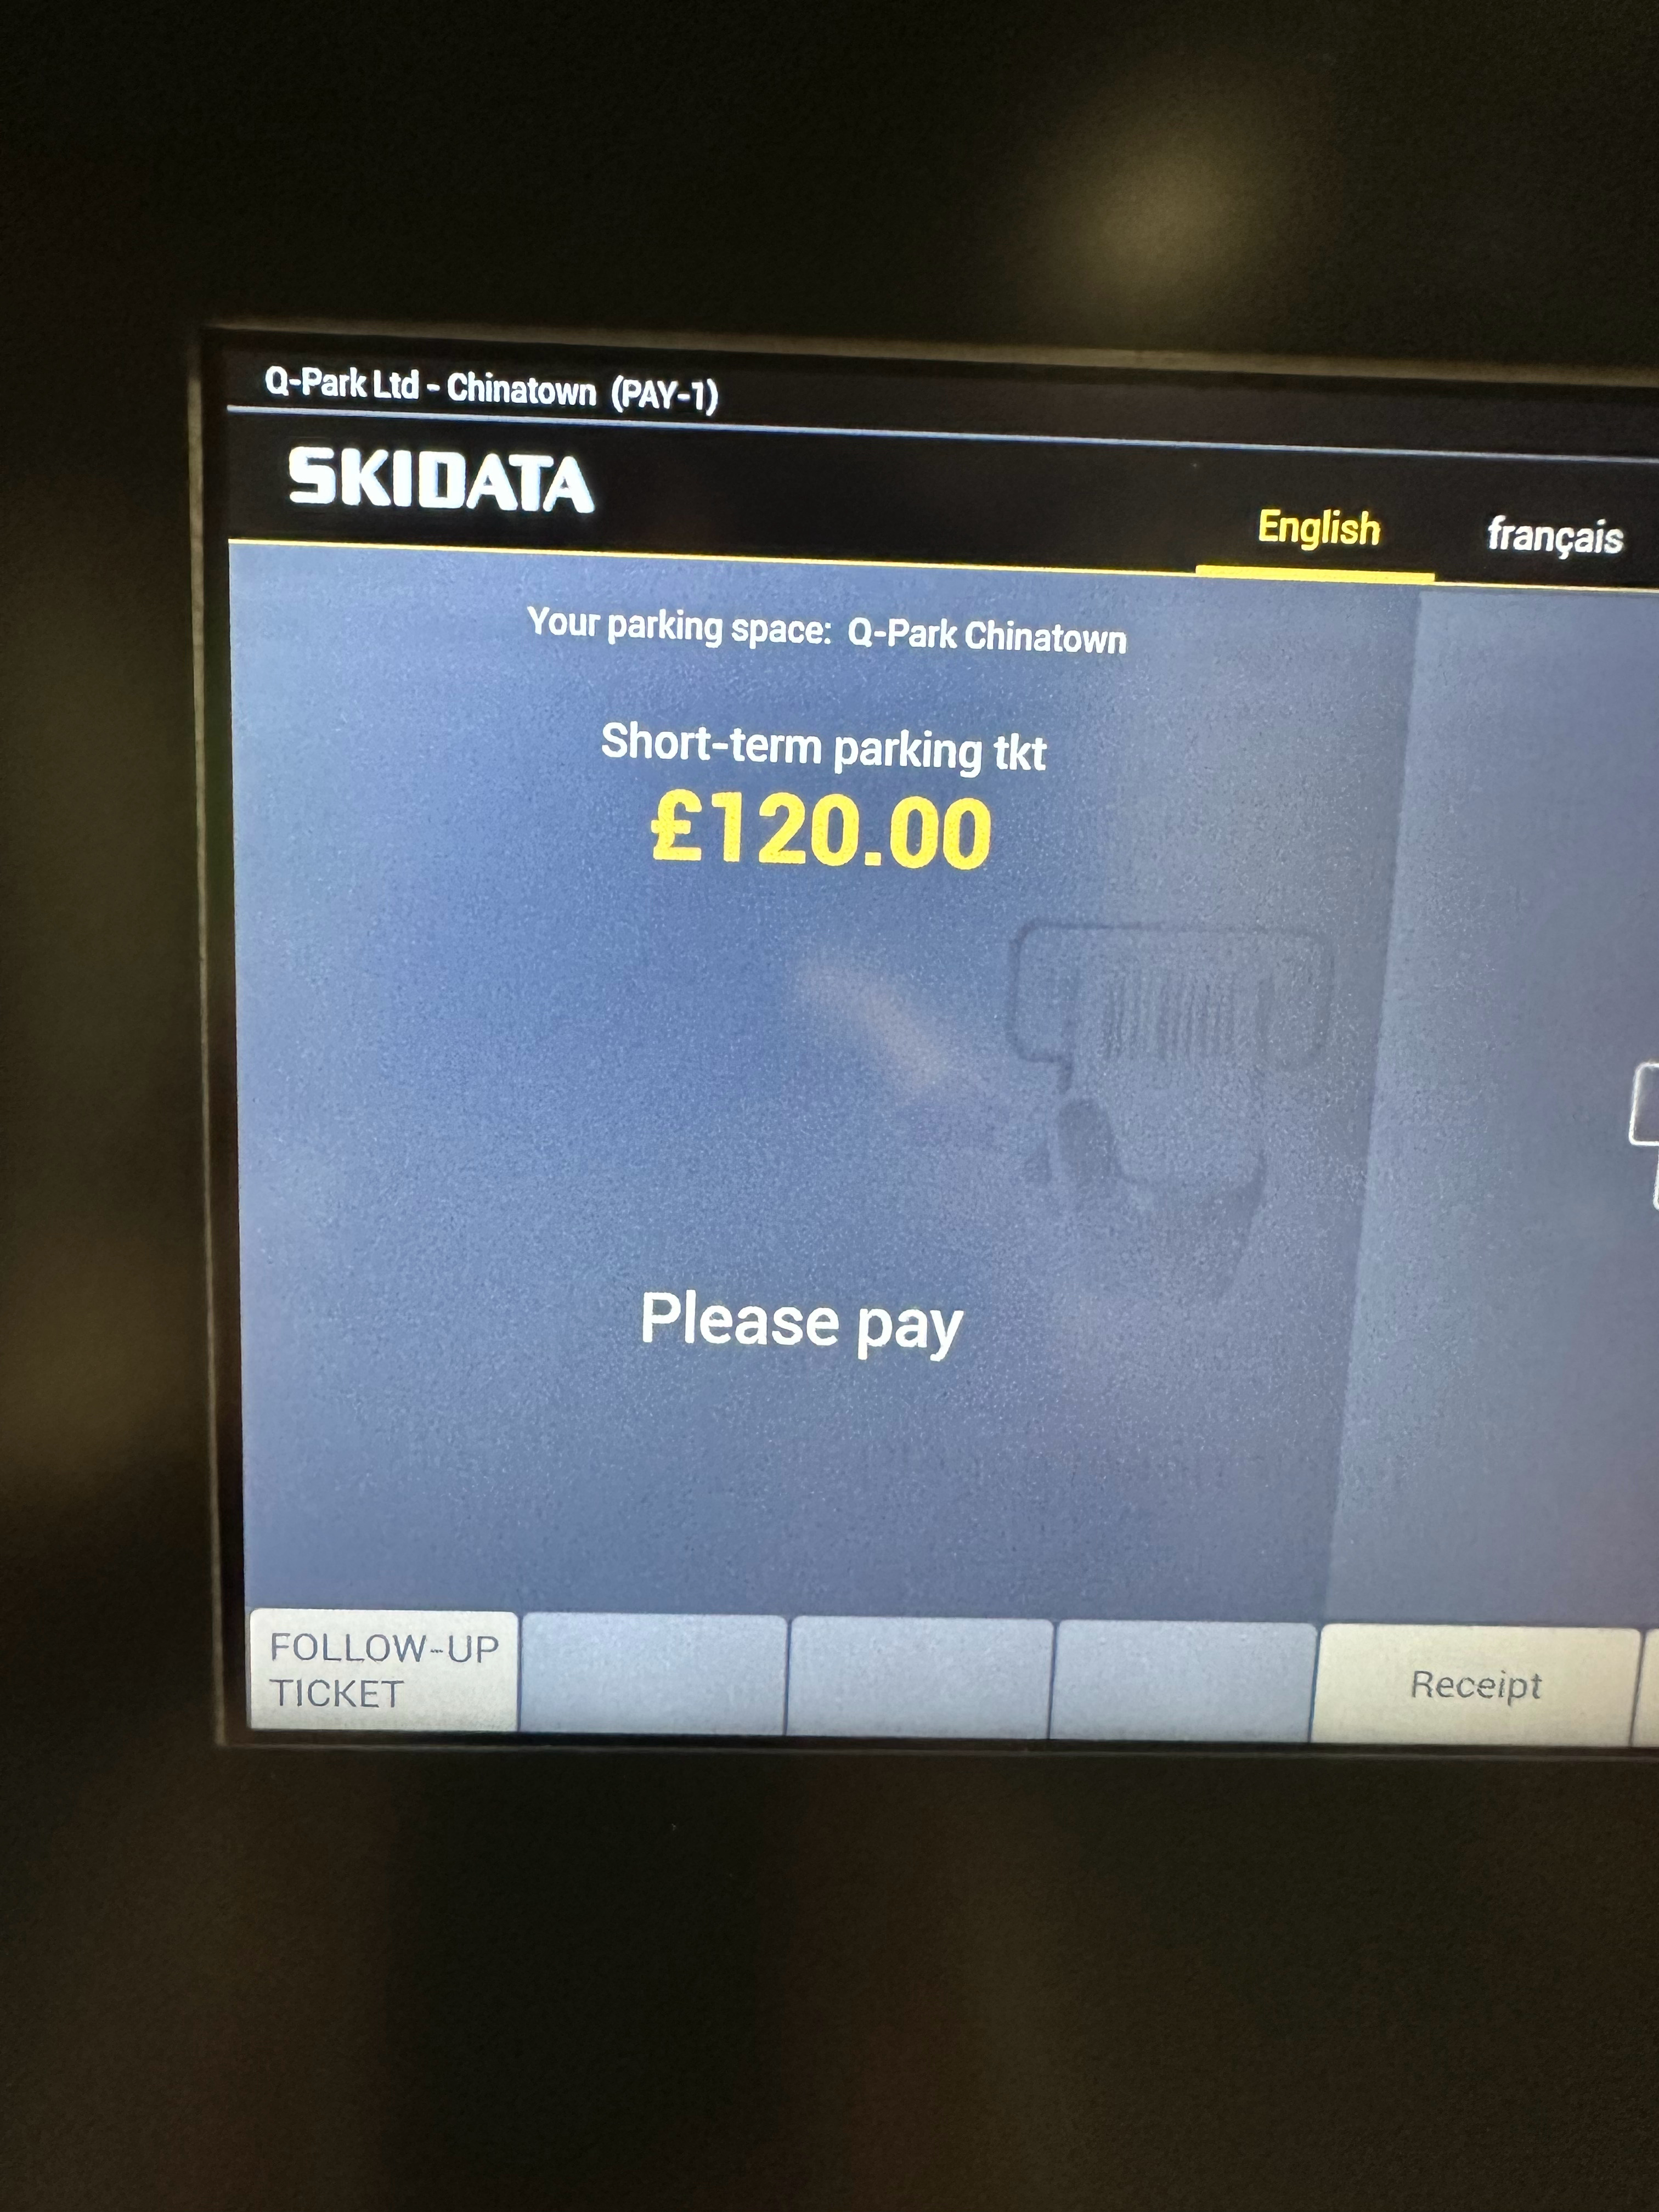 Q-Park Ltd - Chinatown (PAY-1)
SKIDATA
English français
Your parking space: Q-Park Chinatown
Short-term parking tkt
£120.00
Please pay
FOLLOW-UP
TICKET
Receipt